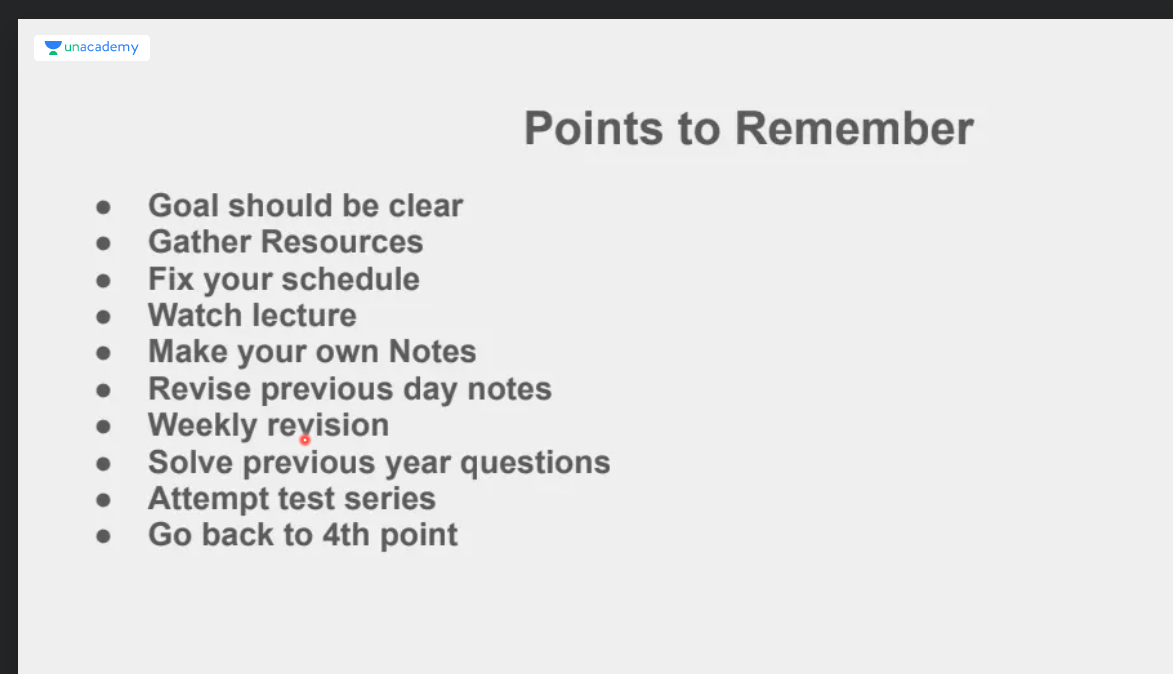 unacademy
Points to Remember
● Goal should be clear
● Gather Resources
● Fix your schedule
● Watch lecture
● Make your own Notes
● Revise previous day notes
● Weekly revision
● Solve previous year questions
● Attempt test series
● Go back to 4th point